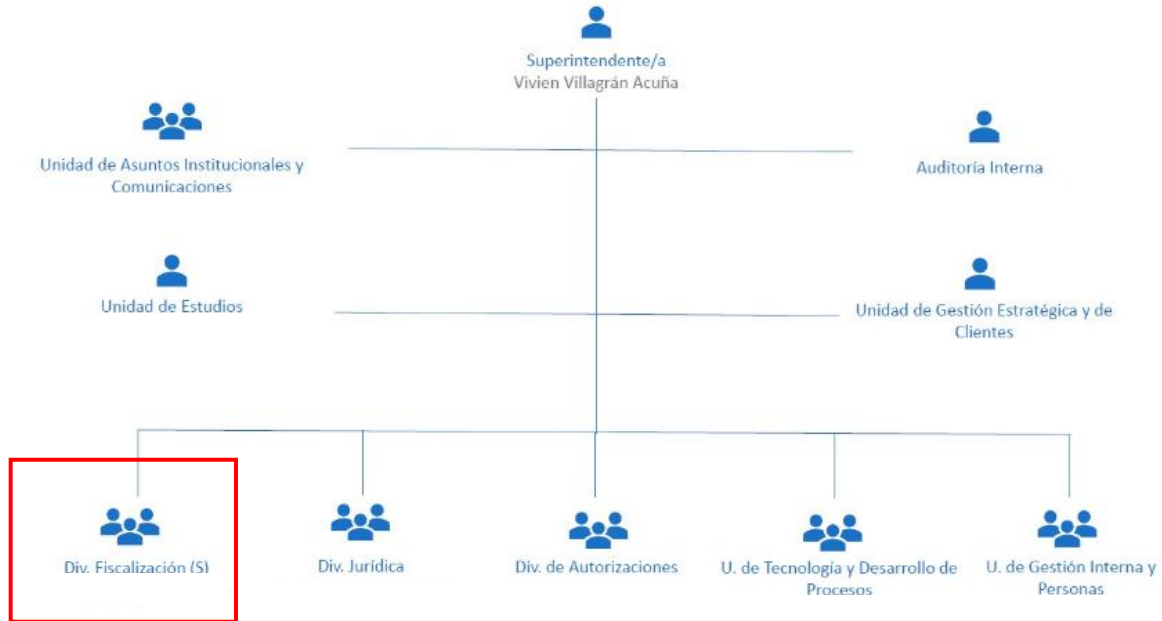 Superintendente/a
Vivien Villagrán Acuña
Unidad de Asuntos Institucionales y
Comunicaciones
Auditoría Interna
Unidad de Estudios
Unidad de Gestión Estratégica y de
Clientes
Div. Fiscalización (S)
Div. Jurídica
Div. de Autorizaciones
U. de Tecnología y Desarrollo de
Procesos
U. de Gestión Interna y
Personas